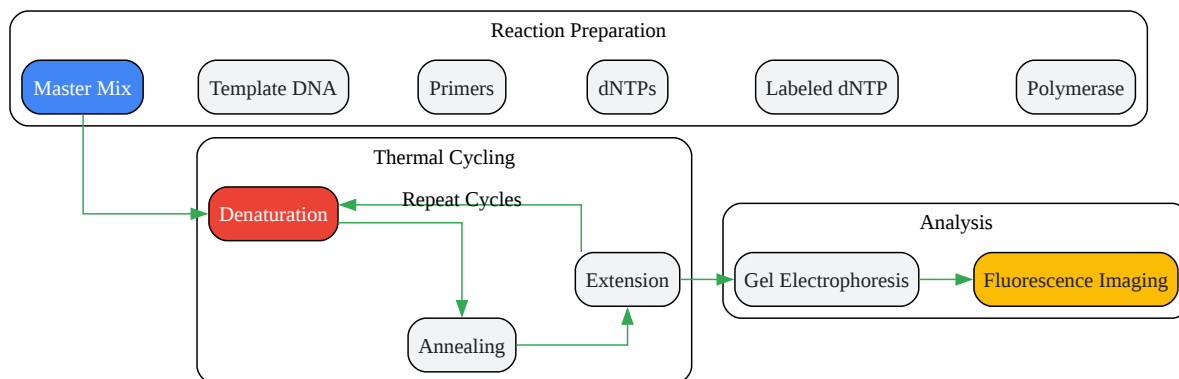 Reaction Preparation
Master Mix
Template DNA
Primers
dNTPs
Labeled dNTP
Polymerase
Thermal Cycling
Repeat Cycles
Denaturation
Extension
Annealing
Analysis
Gel Electrophoresis
Fluorescence Imaging